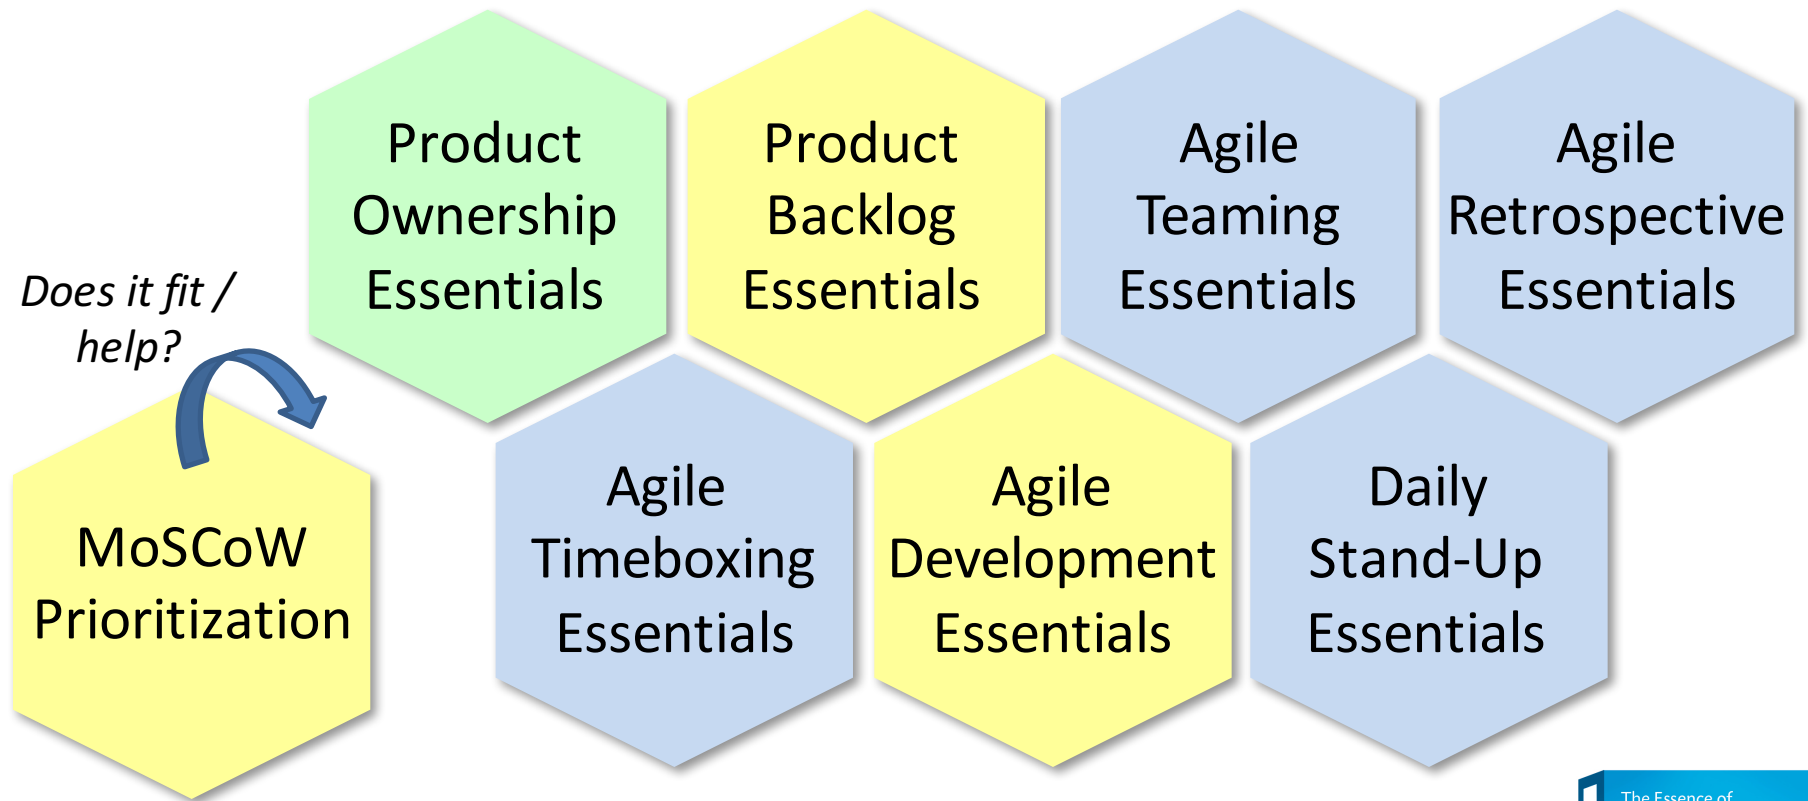 Product
Ownership
Essentials
Product
Backlog
Essentials
Agile
Teaming
Essentials
Agile
Retrospective
Essentials
Does it fit /
help?
MoSCoW
Prioritization
Agile
Timeboxing
Essentials
Agile
Development
Essentials
Daily
Stand-Up
Essentials
The Essence of